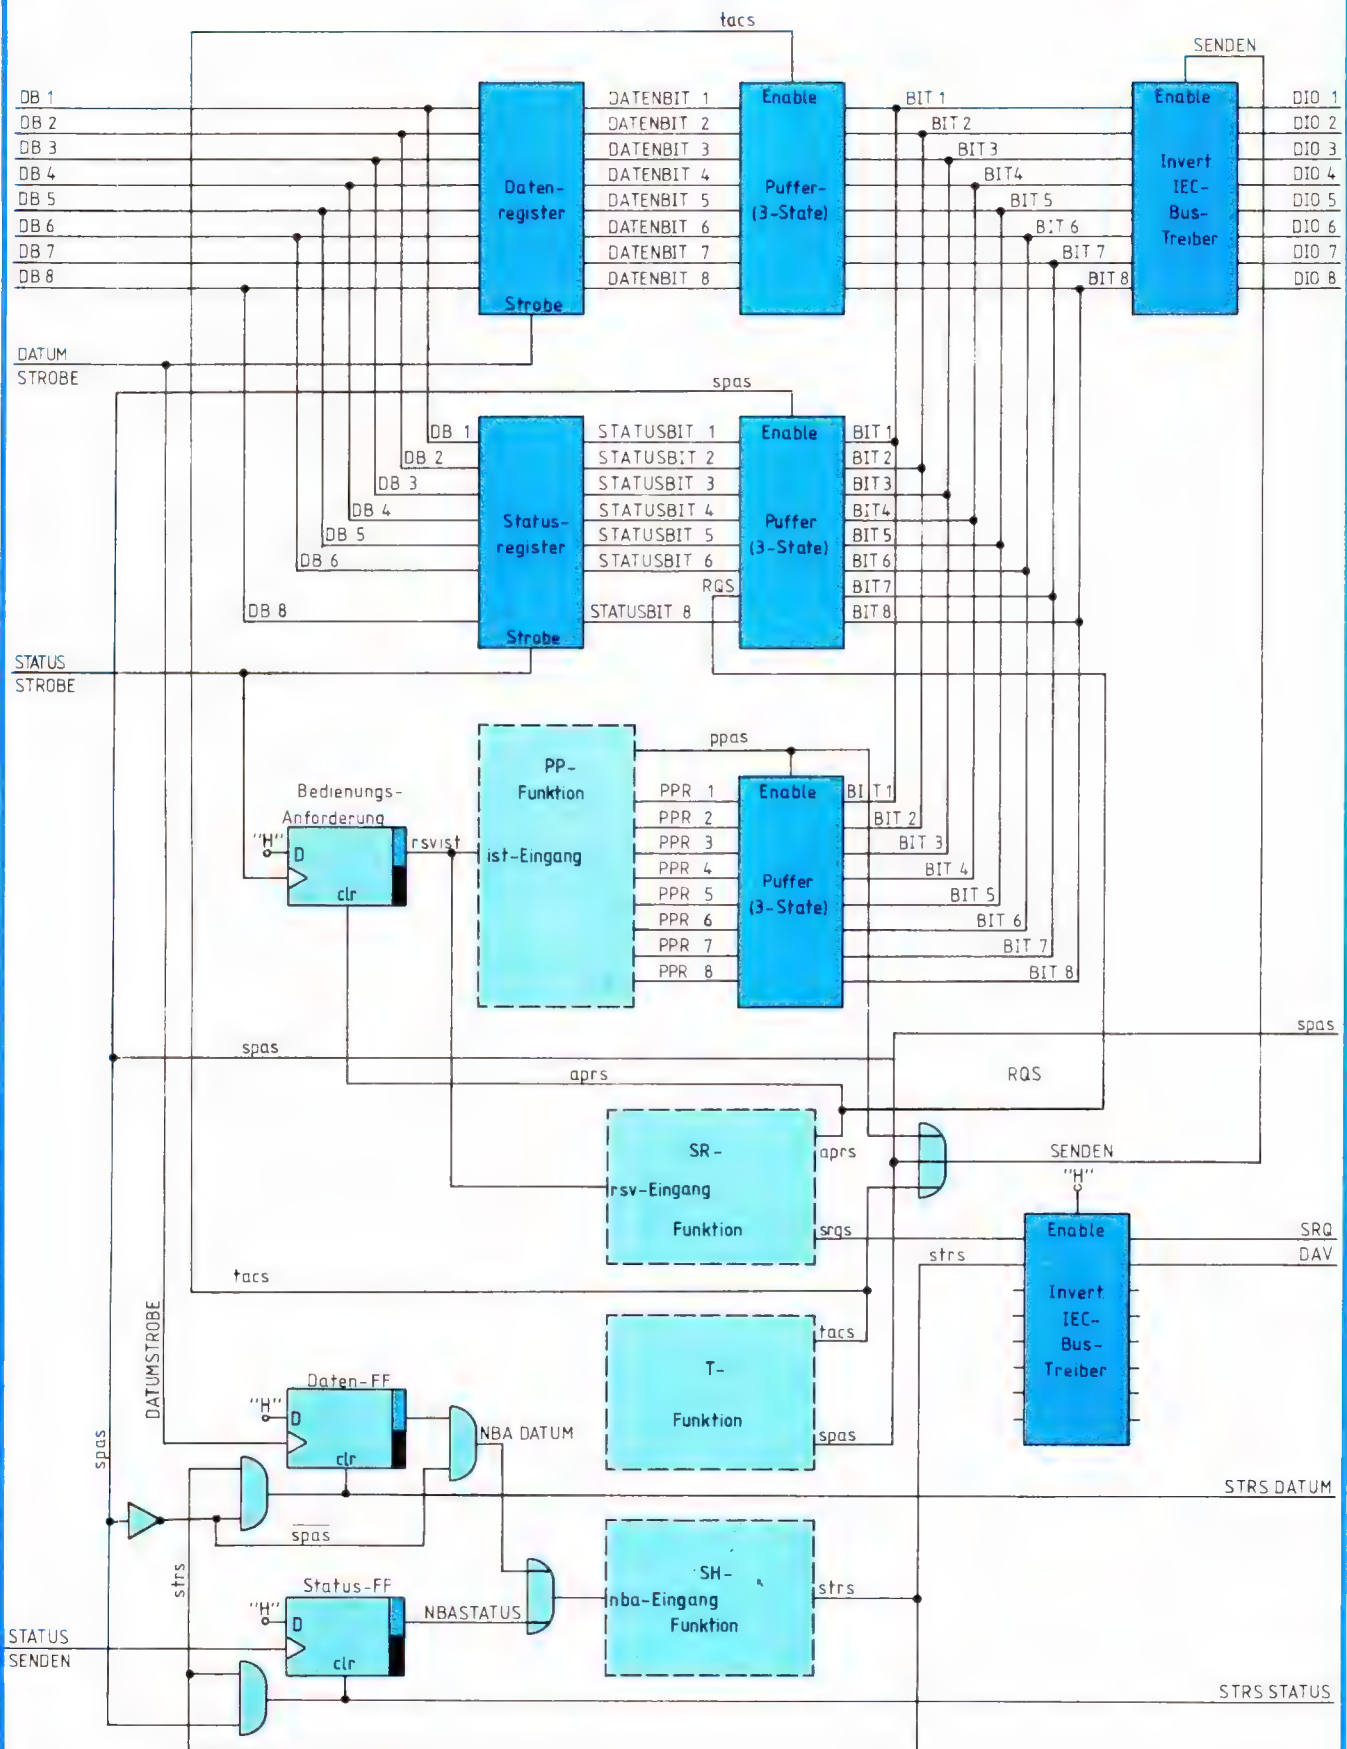 tacs
SENDEN
DB 1
DB 2
DB 3
DB 4
DB 5
DB 6
DB 7
DB 8
Daten-
register
Strobe
DATENBIT 1
DATENBIT 2
DATENBIT 3
DATENBIT 4
DATENBIT 5
DATENBIT 6
DATENBIT 7
DATENBIT 8
Enable
Puffer-
(3-State)
BIT 1
BIT 2
BIT 3
BIT4
BIT 5
BIT 6
BIT 7
BIT 8
Enable
Invert
IEC-
Bus-
Treiber
DIO 1
DIO 2
DIO 3
DIO 4
DIO 5
DIO 6
DIO 7
DIO 8
DATUM
STROBE
spas
DB 1
DB 2
DB 3
DB 4
DB 5
DB 6
DB 8
Status-
register
Strobe
STATUSBIT 1
STATUSBIT 2
STATUSBIT 3
STATUSBIT 4
STATUSBIT 5
STATUSBIT 6
RQS
STATUSBIT 8
Enable
Puffer
(3-State)
BIT 1
BIT 2
BIT3
BIT4
BIT 5
BIT 6
BIT7
BIT8
STATUS
STROBE
Bedienungs-
Anforderung
"H"
D
clr
rsvist
PP-
Funktion
ist-Eingang
ppas
PPR 1
PPR 2
PPR 3
PPR 4
PPR 5
PPR 6
PPR 7
PPR 8
Enable
Puffer
(3-State)
BIT 1
BIT 2
BIT 3
BIT 4
BIT 5
BIT 6
BIT 7
BIT 8
spas
spas
aprs
RQS
SR-
rsv-Eingang
Funktion
aprs
srqs
SENDEN
"H"
Enable
Invert
IEC-
Bus-
Treiber
SRQ
DAV
strs
tacs
T-
Funktion
tacs
spas
DATUMSTROBE
Daten-FF
"H"
D
clr
NBA DATUM
spas
STRS DATUM
spas
strs
Status-FF
"H"
D
clr
NBASTATUS
SH-
nba-Eingang
Funktion
strs
STATUS
SENDEN
STRS STATUS